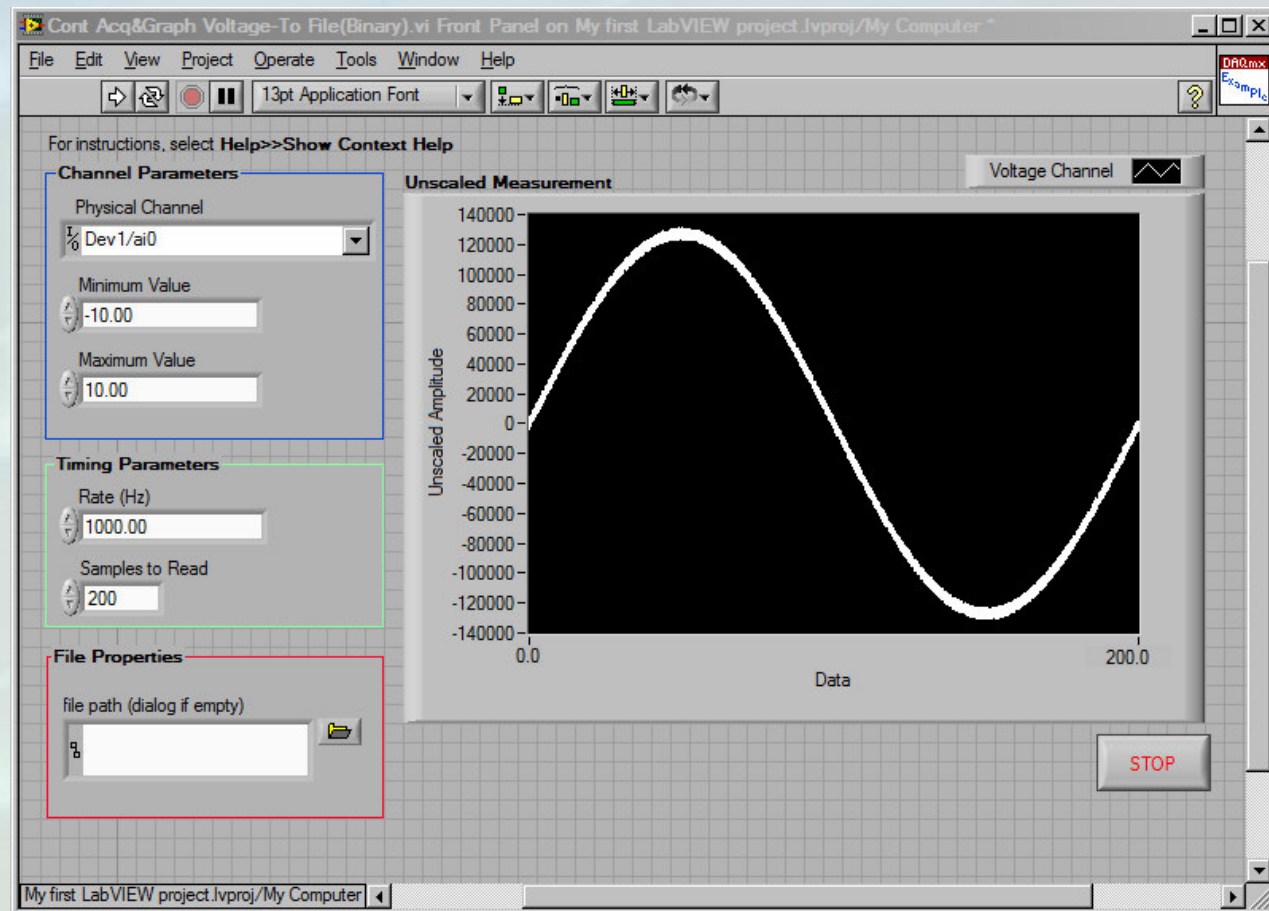 Cont Acq&Graph Voltage-To File(Binary).vi Front Panel on My first LabVIEW project.lvproj/My Computer *
File Edit View Project Operate Tools Window Help
13pt Application Font
?
DAQmx
Example
For instructions, select Help>>Show Context Help
Channel Parameters
Physical Channel
I/O Dev1/ai0
Minimum Value
-10.00
Maximum Value
10.00
Timing Parameters
Rate (Hz)
1000.00
Samples to Read
200
File Properties
file path (dialog if empty)
Unscaled Measurement
Voltage Channel
Unscaled Amplitude
140000
120000
100000
80000
60000
40000
20000
0
-20000
-40000
-60000
-80000
-100000
-120000
-140000
0.0 200.0
Data
STOP
My first LabVIEW project.lvproj/My Computer